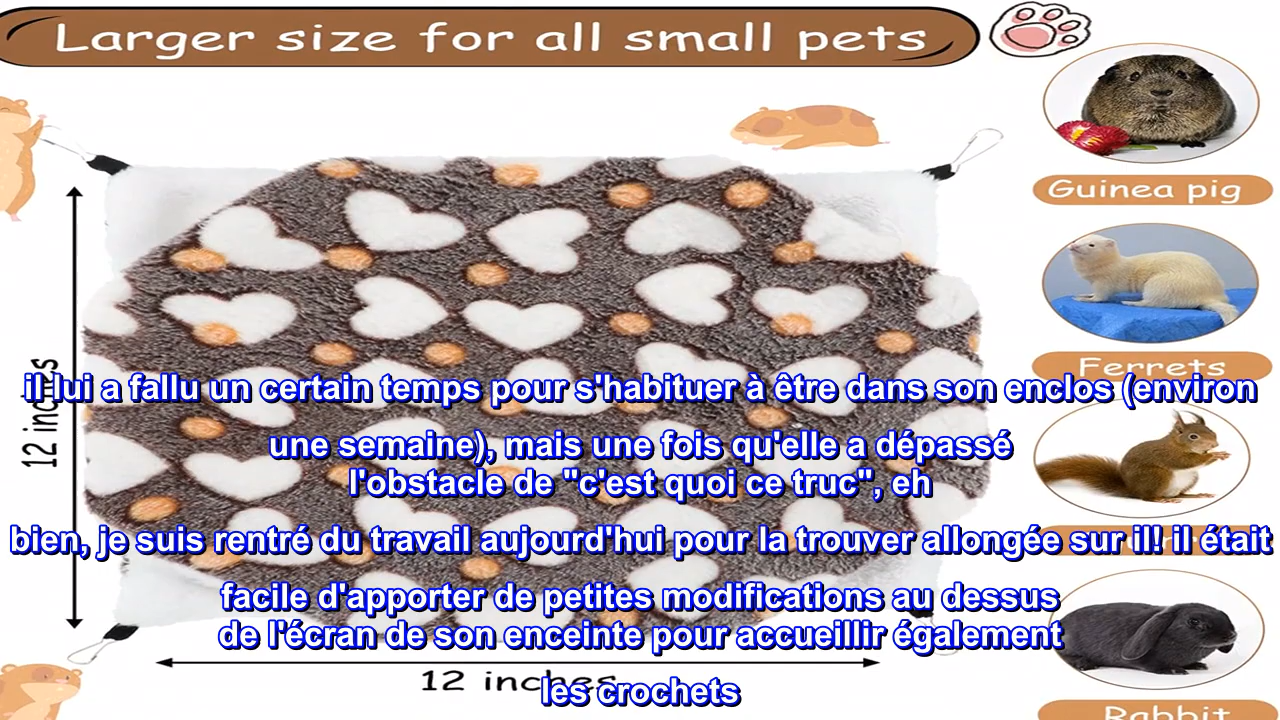 Larger size for all small pets
Guinea pig
Ferrets
12 inches
il lui a fallu un certain temps pour s'habituer à être dans son enclos (environ
une semaine), mais une fois qu'elle a dépassé
l'obstacle de "c'est quoi ce truc", eh
bien, je suis rentré du travail aujourd'hui pour la trouver allongée sur il! il était
facile d'apporter de petites modifications au dessus
de l'écran de son enceinte pour accueillir également
12 inches
les crochets
Rabbit